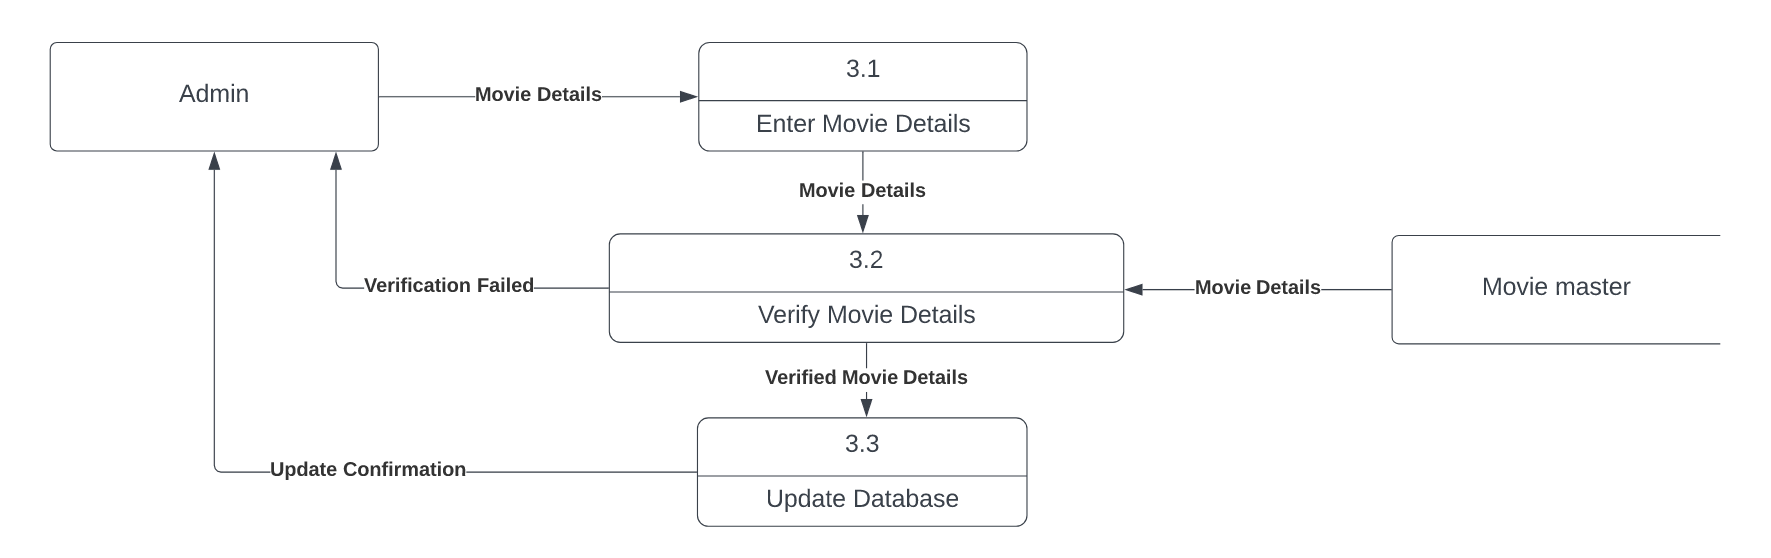 3.1
Admin
Movie Details
Enter Movie Details
Movie Details
3.2
Verification Failed
Movie Details
Movie master
Verify Movie Details
Verified Movie Details
3.3
Update Confirmation
Update Database